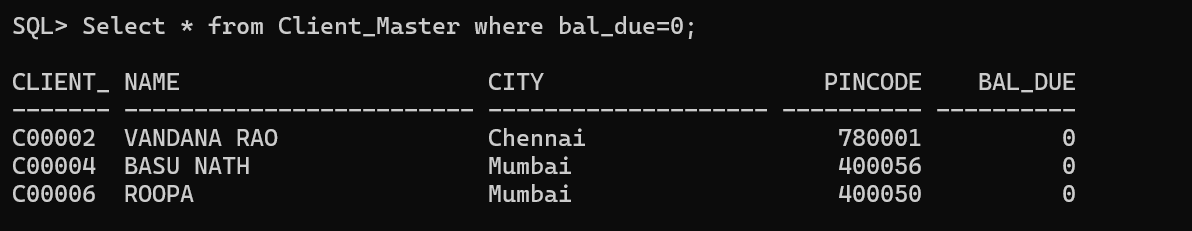 SQL> Select * from Client_Master where bal_due=0;
CLIENT_ NAME                      CITY                    PINCODE    BAL_DUE
------- ------------------------- -------------------- ---------- ----------
C00002  VANDANA RAO               Chennai                  780001          0
C00004  BASU NATH                 Mumbai                   400056          0
C00006  ROOPA                     Mumbai                   400050          0